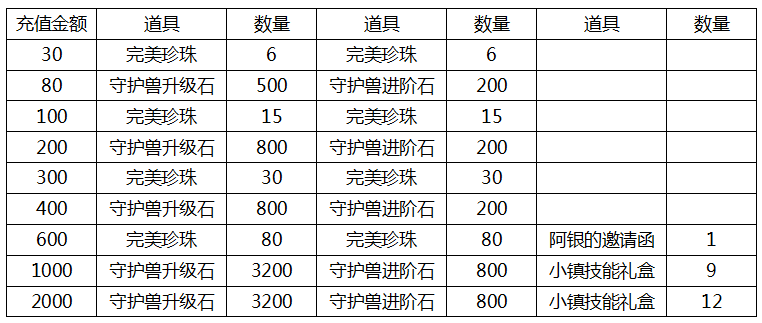 充值金额 道具 数量 道具 数量 道具 数量
30 完美珍珠 6 完美珍珠 6
80 守护兽升级石 500 守护兽进阶石 200
100 完美珍珠 15 完美珍珠 15
200 守护兽升级石 800 守护兽进阶石 200
300 完美珍珠 30 完美珍珠 30
400 守护兽升级石 800 守护兽进阶石 200
600 完美珍珠 80 完美珍珠 80 阿银的邀请函 1
1000 守护兽升级石 3200 守护兽进阶石 800 小镇技能礼盒 9
2000 守护兽升级石 3200 守护兽进阶石 800 小镇技能礼盒 12